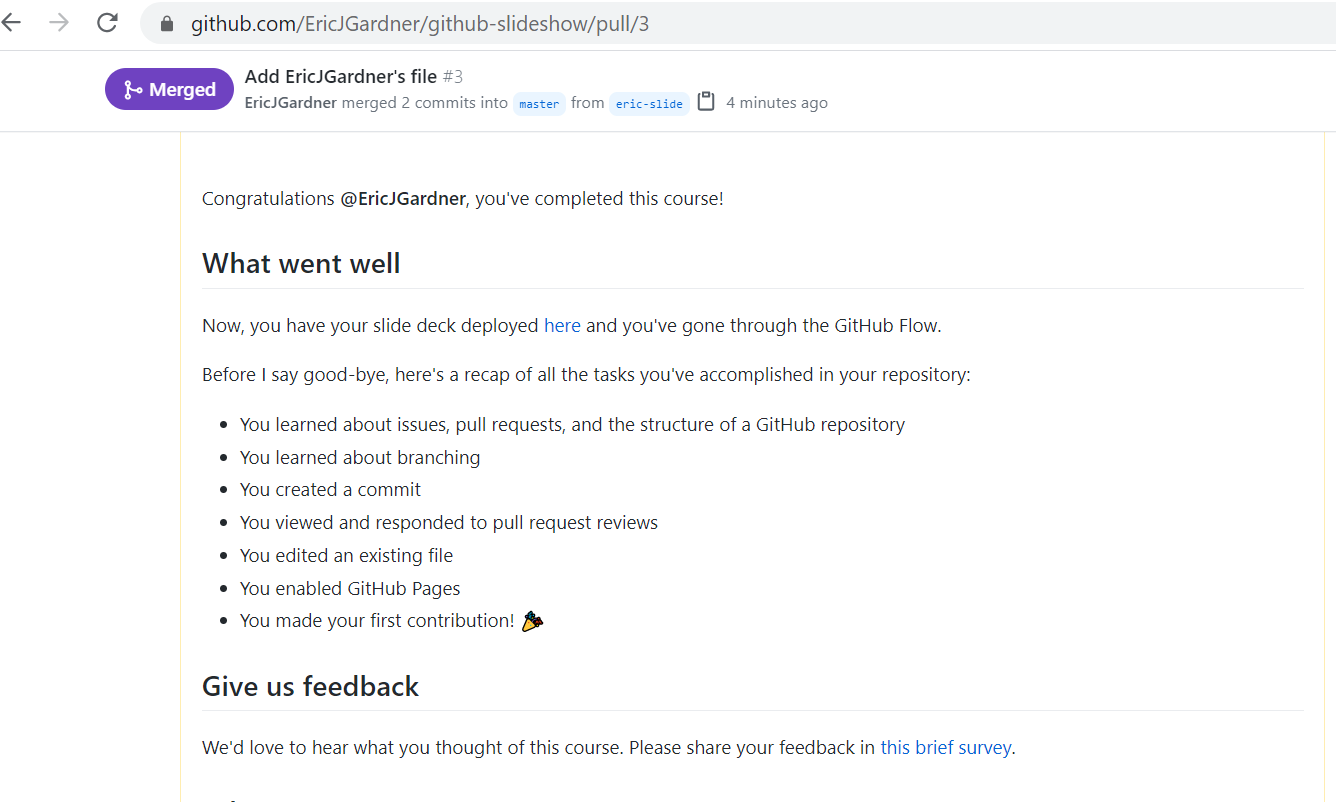 github.com/EricJGardner/github-slideshow/pull/3
Merged
Add EricJGardner's file #3
EricJGardner merged 2 commits into master from eric-slide 4 minutes ago
Congratulations @EricJGardner, you've completed this course!
What went well
Now, you have your slide deck deployed here and you've gone through the GitHub Flow.
Before I say good-bye, here's a recap of all the tasks you've accomplished in your repository:
• You learned about issues, pull requests, and the structure of a GitHub repository
• You learned about branching
• You created a commit
• You viewed and responded to pull request reviews
• You edited an existing file
• You enabled GitHub Pages
• You made your first contribution! 🎉
Give us feedback
We'd love to hear what you thought of this course. Please share your feedback in this brief survey.